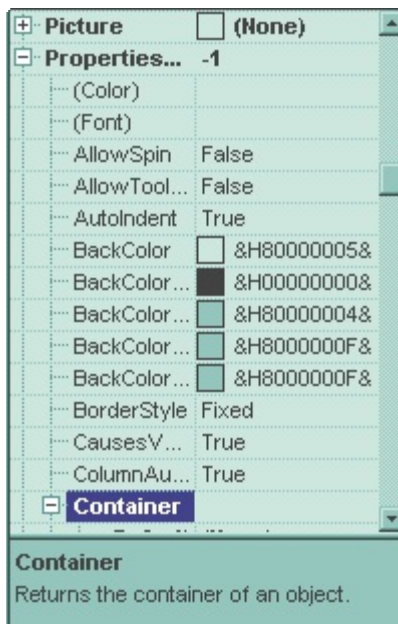 Picture (None)
Properties... -1
(Color)
(Font)
AllowSpin False
AllowTool... False
AutoIndent True
BackColor &H80000005&
BackColor... &H00000000&
BackColor... &H80000004&
BackColor... &H8000000F&
BackColor... &H8000000F&
BorderStyle Fixed
CausesV... True
ColumnAu... True
Container
Container
Returns the container of an object.